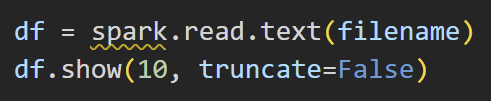 df = spark.read.text(filename)
df.show(10, truncate=False)